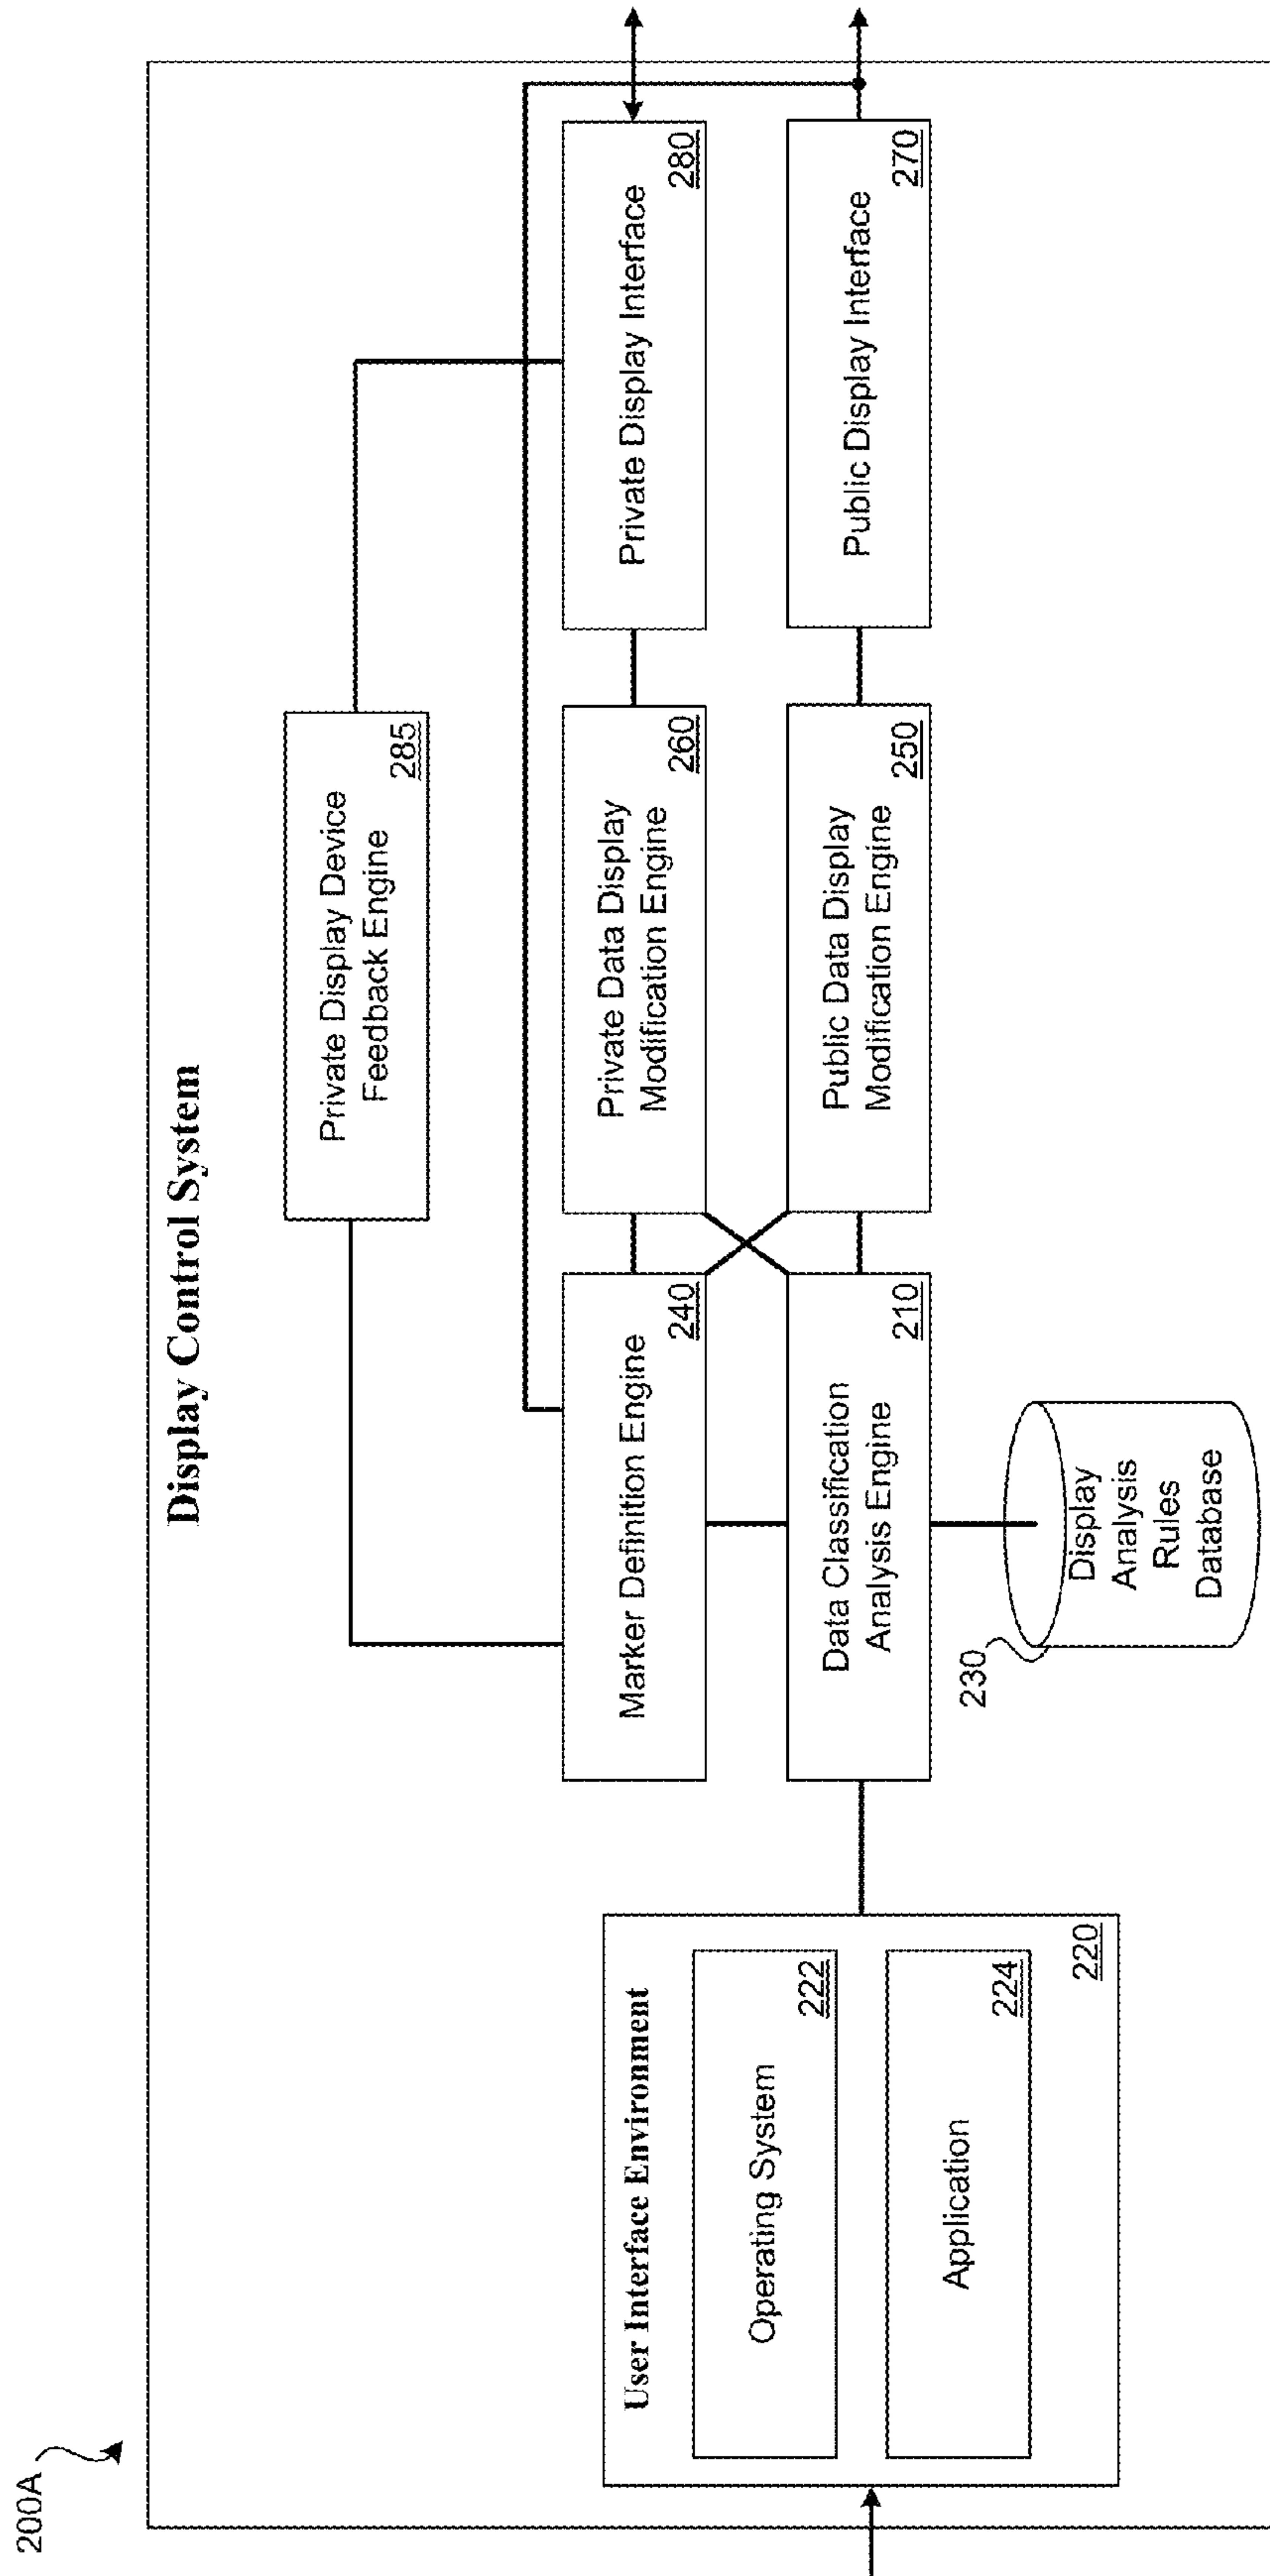 200A
Display Control System
User Interface Environment
Operating System
222
Application
224
220
Private Display Device
Feedback Engine
285
Marker Definition Engine
240
Private Data Display
Modification Engine
260
Private Display Interface
280
Data Classification
Analysis Engine
210
Public Data Display
Modification Engine
250
Public Display Interface
270
230
Display
Analysis
Rules
Database